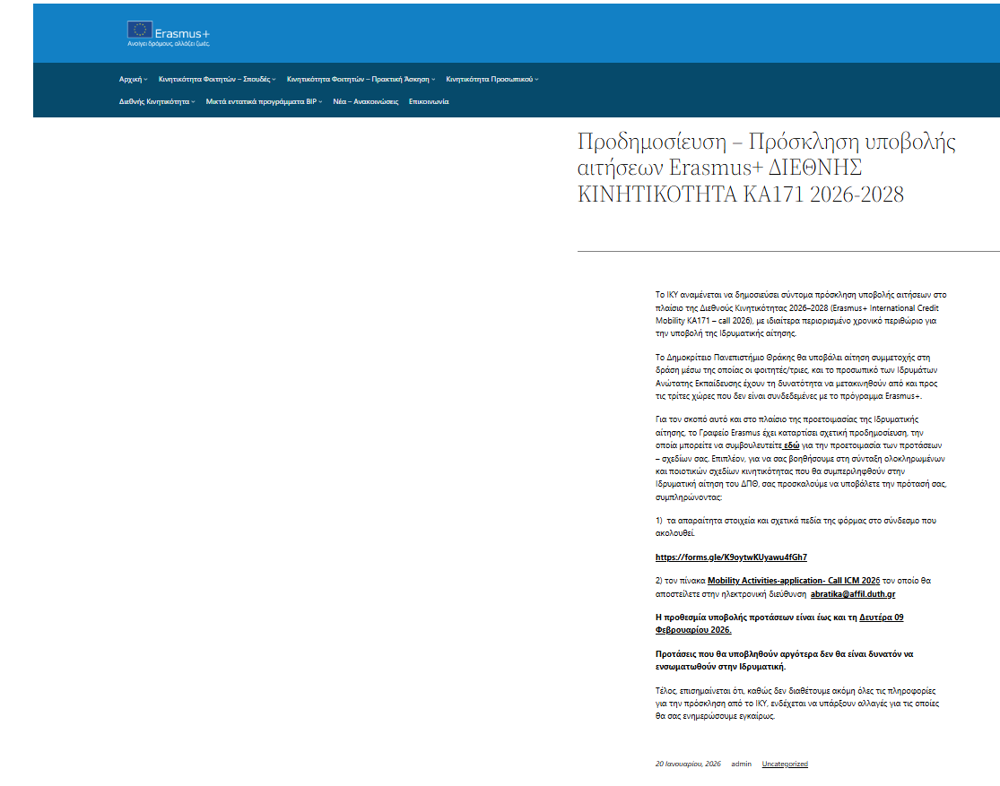 Erasmus+
Ανοίγει δρόμους, αλλάζει ζωές.
Αρχική Κινητικότητα Φοιτητών – Σπουδές Κινητικότητα Φοιτητών – Πρακτική Άσκηση Κινητικότητα Προσωπικού
Διεθνής Κινητικότητα Μικτά εντατικά προγράμματα BIP Νέα – Ανακοινώσεις Επικοινωνία
Προδημοσίευση – Πρόσκληση υποβολής
αιτήσεων Erasmus+ ΔΙΕΘΝΗΣ
ΚΙΝΗΤΙΚΟΤΗΤΑ ΚΑ171 2026-2028
Το ΙΚΥ αναμένεται να δημοσιεύσει σύντομα πρόσκληση υποβολής αιτήσεων στο
πλαίσιο της Διεθνούς Κινητικότητας 2026–2028 (Erasmus+ International Credit
Mobility KA171 – call 2026), με ιδιαίτερα περιορισμένο χρονικό περιθώριο για
την υποβολή της Ιδρυματικής αίτησης.
Το Δημοκρίτειο Πανεπιστήμιο Θράκης θα υποβάλει αίτηση συμμετοχής στη
δράση μέσω της οποίας οι φοιτητές/τριες, και το προσωπικό των Ιδρυμάτων
Ανώτατης Εκπαίδευσης έχουν τη δυνατότητα να μετακινηθούν από και προς
τις τρίτες χώρες που δεν είναι συνδεδεμένες με το πρόγραμμα Erasmus+.
Για τον σκοπό αυτό και στο πλαίσιο της προετοιμασίας της Ιδρυματικής
αίτησης, το Γραφείο Erasmus έχει καταρτίσει σχετική προδημοσίευση, την
οποία μπορείτε να συμβουλευτείτε εδώ για την προετοιμασία των προτάσεων
– σχεδίων σας. Επιπλέον, για να σας βοηθήσουμε στη σύνταξη ολοκληρωμένων
και ποιοτικών σχεδίων κινητικότητας που θα συμπεριληφθούν στην
Ιδρυματική αίτηση του ΔΠΘ, σας προσκαλούμε να υποβάλετε την πρότασή σας,
συμπληρώνοντας:
1) τα απαραίτητα στοιχεία και σχετικά πεδία της φόρμας στο σύνδεσμο που
ακολουθεί.
https://forms.gle/K9oytwKUyawu4fGh7
2) τον πίνακα Mobility Activities-application- Call ICM 2026 τον οποίο θα
αποστείλετε στην ηλεκτρονική διεύθυνση abratika@affil.duth.gr
Η προθεσμία υποβολής προτάσεων είναι έως και τη Δευτέρα 09
Φεβρουαρίου 2026.
Προτάσεις που θα υποβληθούν αργότερα δεν θα είναι δυνατόν να
ενσωματωθούν στην Ιδρυματική.
Τέλος, επισημαίνεται ότι, καθώς δεν διαθέτουμε ακόμη όλες τις πληροφορίες
για την πρόσκληση από το ΙΚΥ, ενδέχεται να υπάρξουν αλλαγές για τις οποίες
θα σας ενημερώσουμε εγκαίρως.
20 Ιανουαρίου, 2026 admin Uncategorized